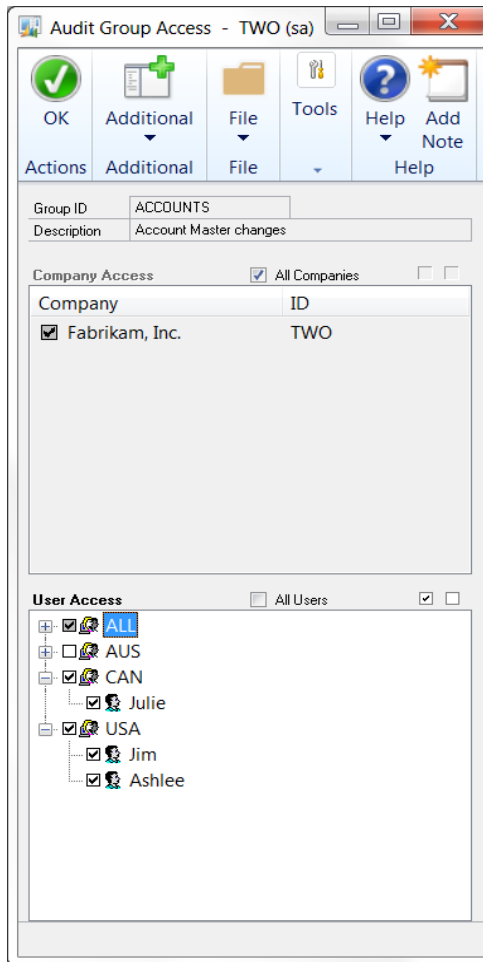 Audit Group Access - TWO (sa)
OK Additional File Tools Help Add Note
Actions Additional File Help
Group ID ACCOUNTS
Description Account Master changes
Company Access All Companies
Company ID
Fabrikam, Inc. TWO
User Access All Users
ALL
AUS
CAN
Julie
USA
Jim
Ashlee